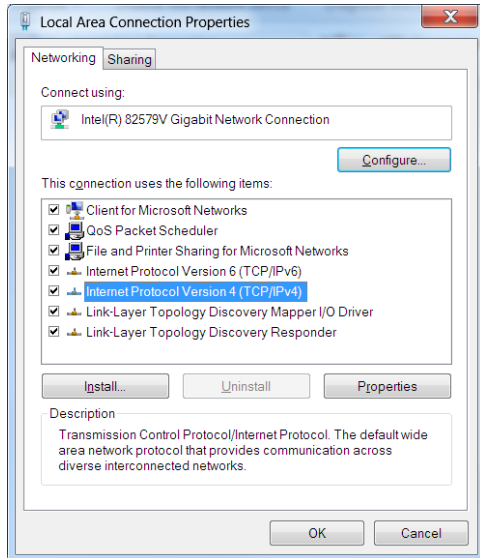 Local Area Connection Properties
Networking
Sharing
Connect using:
Intel(R) 82579V Gigabit Network Connection
Configure...
This connection uses the following items:
Client for Microsoft Networks
QoS Packet Scheduler
File and Printer Sharing for Microsoft Networks
Internet Protocol Version 6 (TCP/IPv6)
Internet Protocol Version 4 (TCP/IPv4)
Link-Layer Topology Discovery Mapper I/O Driver
Link-Layer Topology Discovery Responder
Install...
Uninstall
Properties
Description
Transmission Control Protocol/Internet Protocol. The default wide
area network protocol that provides communication across
diverse interconnected networks.
OK
Cancel